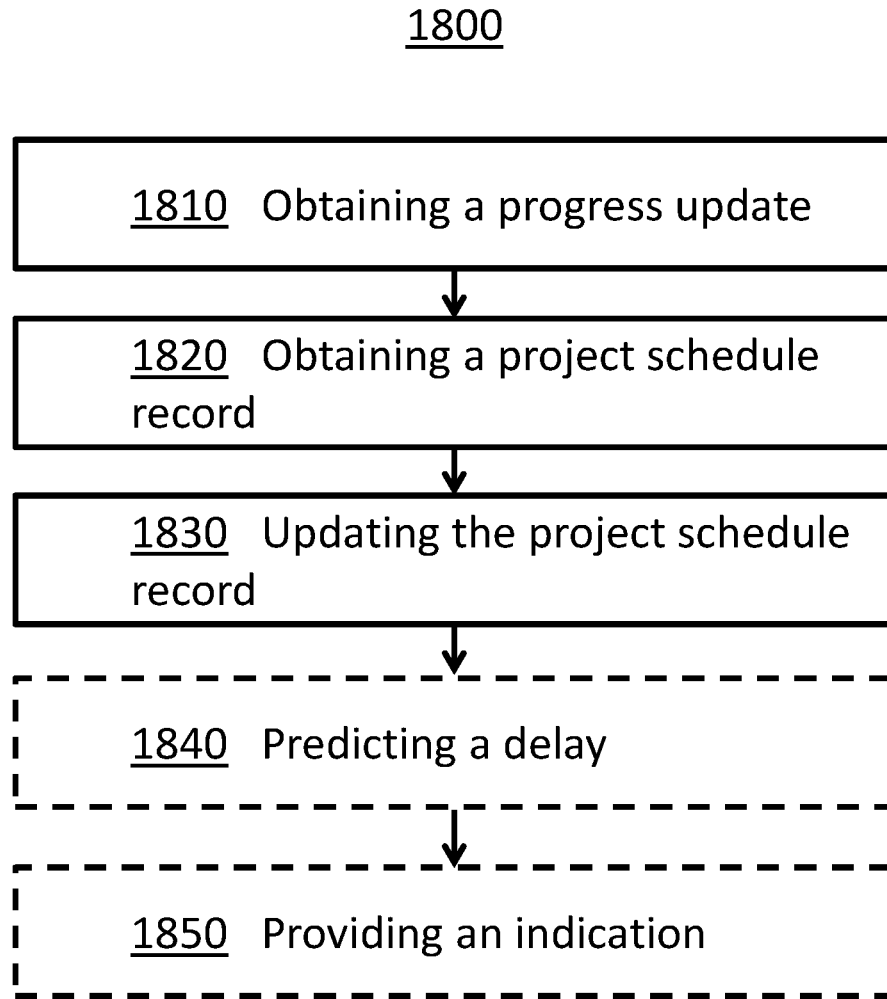 1800
1810 Obtaining a progress update
1820 Obtaining a project schedule
record
1830 Updating the project schedule
record
1840 Predicting a delay
1850 Providing an indication